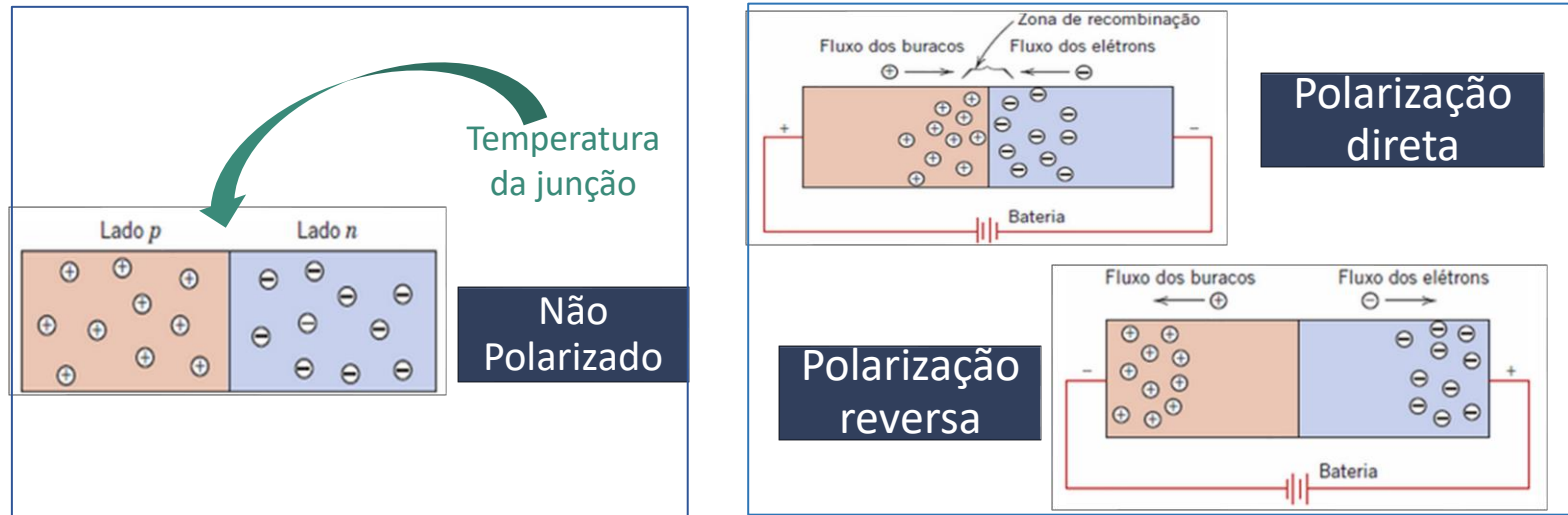 Temperatura
da junção
Lado p
Lado n
Não
Polarizado
Zona de recombinação
Fluxo dos buracos
Fluxo dos elétrons
+
−
Bateria
Polarização
direta
Fluxo dos buracos
Fluxo dos elétrons
−
+
Bateria
Polarização
reversa